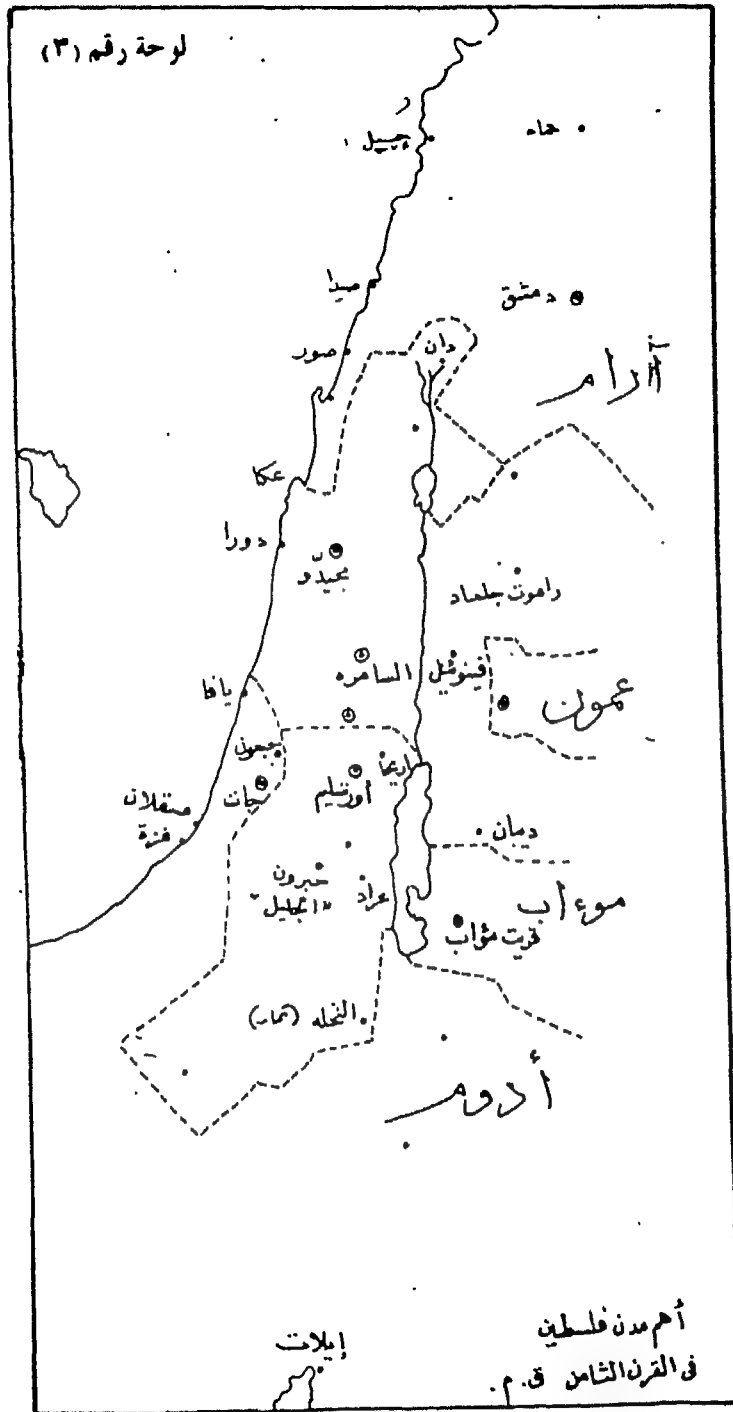 لوحة رقم (٣)
جبيل
حماه
صيدا
دمشق
صور
دان
آرام
عكا
دورا
مجيدّو
راموت جلعاد
السامره
فينوئيل
عمون
يافا
جبعون
أريحا
جات
أورشليم
عسقلان
غزة
ديبان
حبرون
"الخليل"
عراد
موءاب
قريت مؤاب
النخله (تمار)
أدوم
إيلات
أهم مدن فلسطين
فى القرن الثامن ق.م.